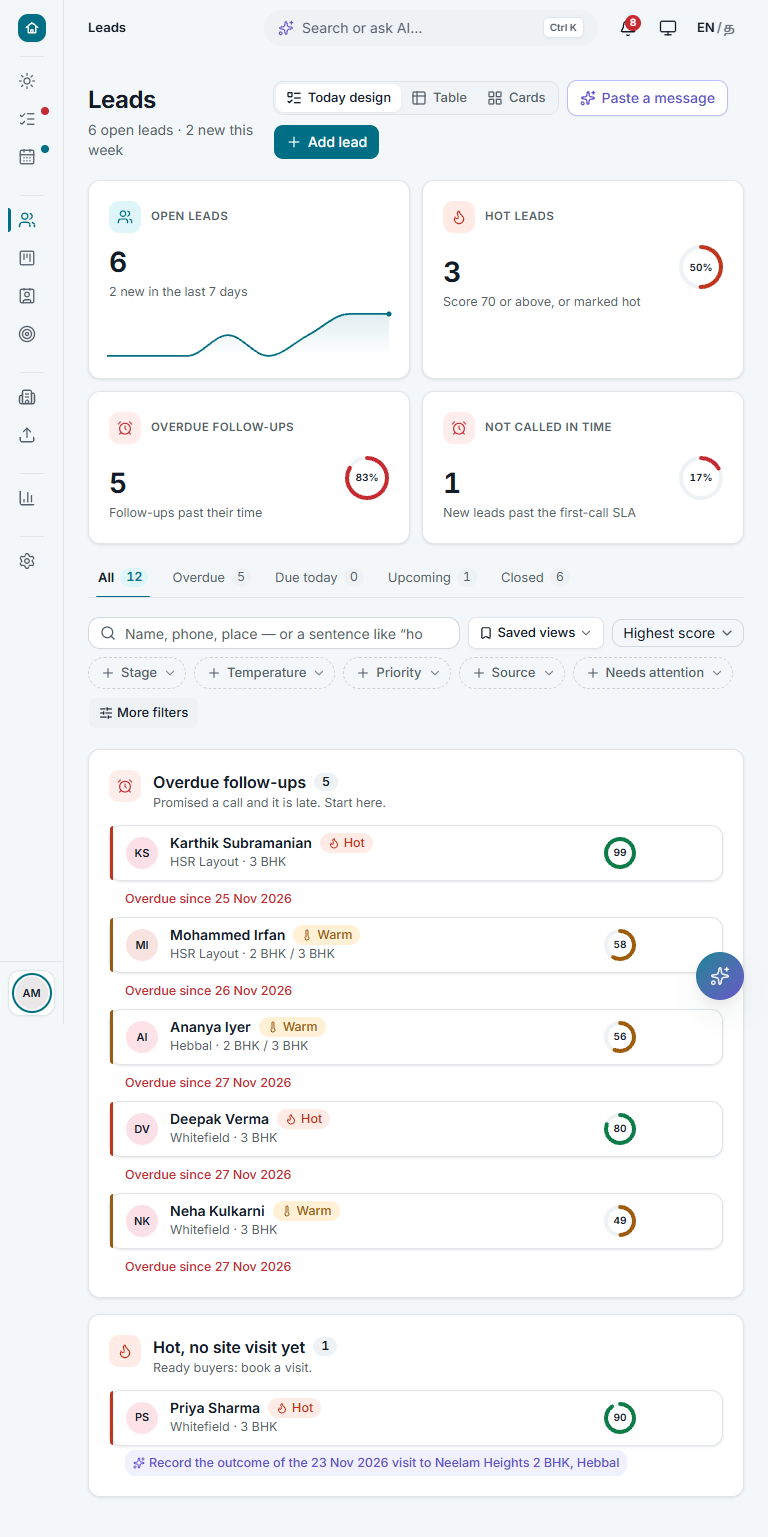 Leads
Search or ask AI...
Ctrl K
8
EN / த
Leads
6 open leads · 2 new this week
Today design
Table
Cards
Paste a message
Add lead
OPEN LEADS
6
2 new in the last 7 days
HOT LEADS
3
50%
Score 70 or above, or marked hot
OVERDUE FOLLOW-UPS
5
83%
Follow-ups past their time
NOT CALLED IN TIME
1
17%
New leads past the first-call SLA
All 12
Overdue 5
Due today 0
Upcoming 1
Closed 6
Name, phone, place — or a sentence like "ho
Saved views
Highest score
Stage
Temperature
Priority
Source
Needs attention
More filters
Overdue follow-ups 5
Promised a call and it is late. Start here.
KS
Karthik Subramanian Hot
HSR Layout · 3 BHK
99
Overdue since 25 Nov 2026
MI
Mohammed Irfan Warm
HSR Layout · 2 BHK / 3 BHK
58
Overdue since 26 Nov 2026
AI
Ananya Iyer Warm
Hebbal · 2 BHK / 3 BHK
56
Overdue since 27 Nov 2026
DV
Deepak Verma Hot
Whitefield · 3 BHK
80
Overdue since 27 Nov 2026
NK
Neha Kulkarni Warm
Whitefield · 3 BHK
49
Overdue since 27 Nov 2026
Hot, no site visit yet 1
Ready buyers: book a visit.
PS
Priya Sharma Hot
Whitefield · 3 BHK
90
Record the outcome of the 23 Nov 2026 visit to Neelam Heights 2 BHK, Hebbal
AM